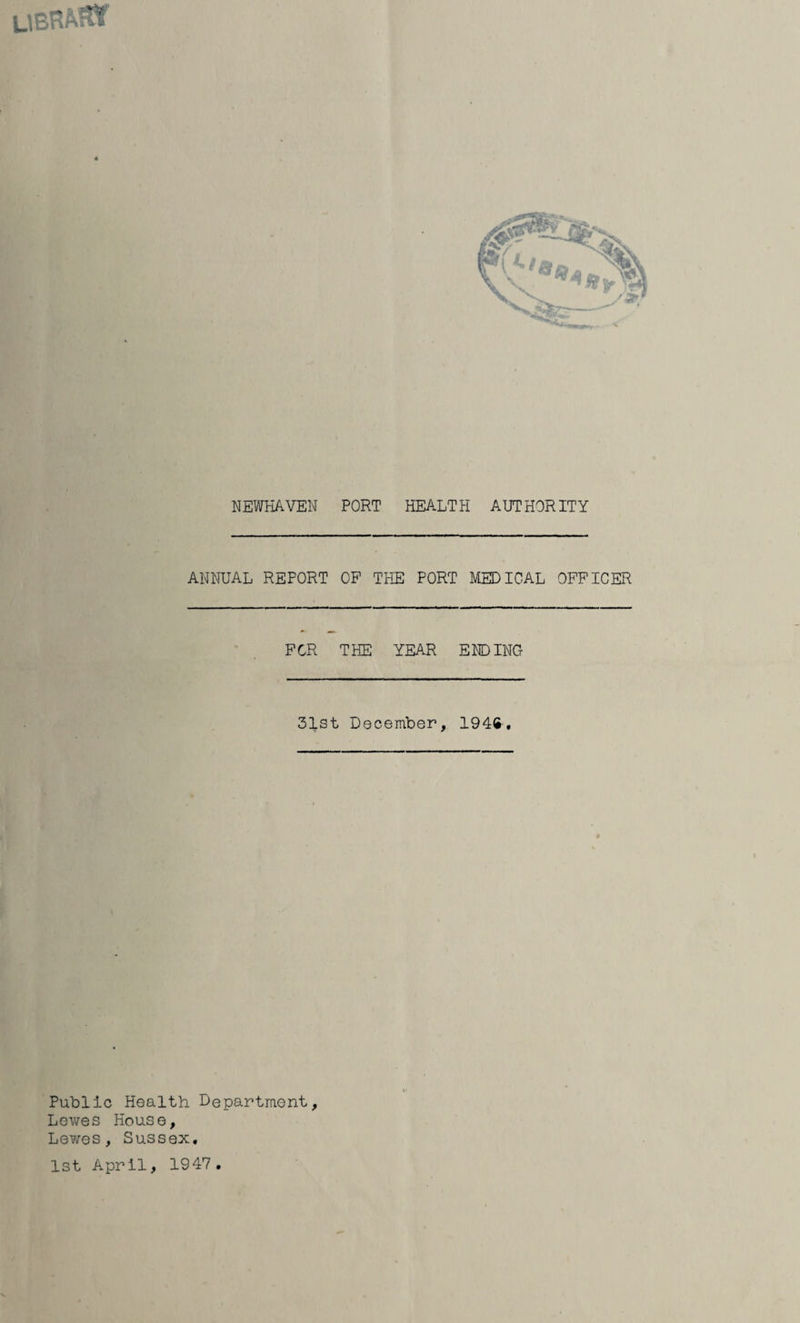 LIBRARY
LIBRARY
NEWHAVEN PORT HEALTH AUTHORITY
ANNUAL REPORT OF THE PORT MEDICAL OFFICER
FOR THE YEAR ENDING
31st December, 1946.
Public Health Department,
Lewes House,
Lewes, Sussex.
1st April, 1947.